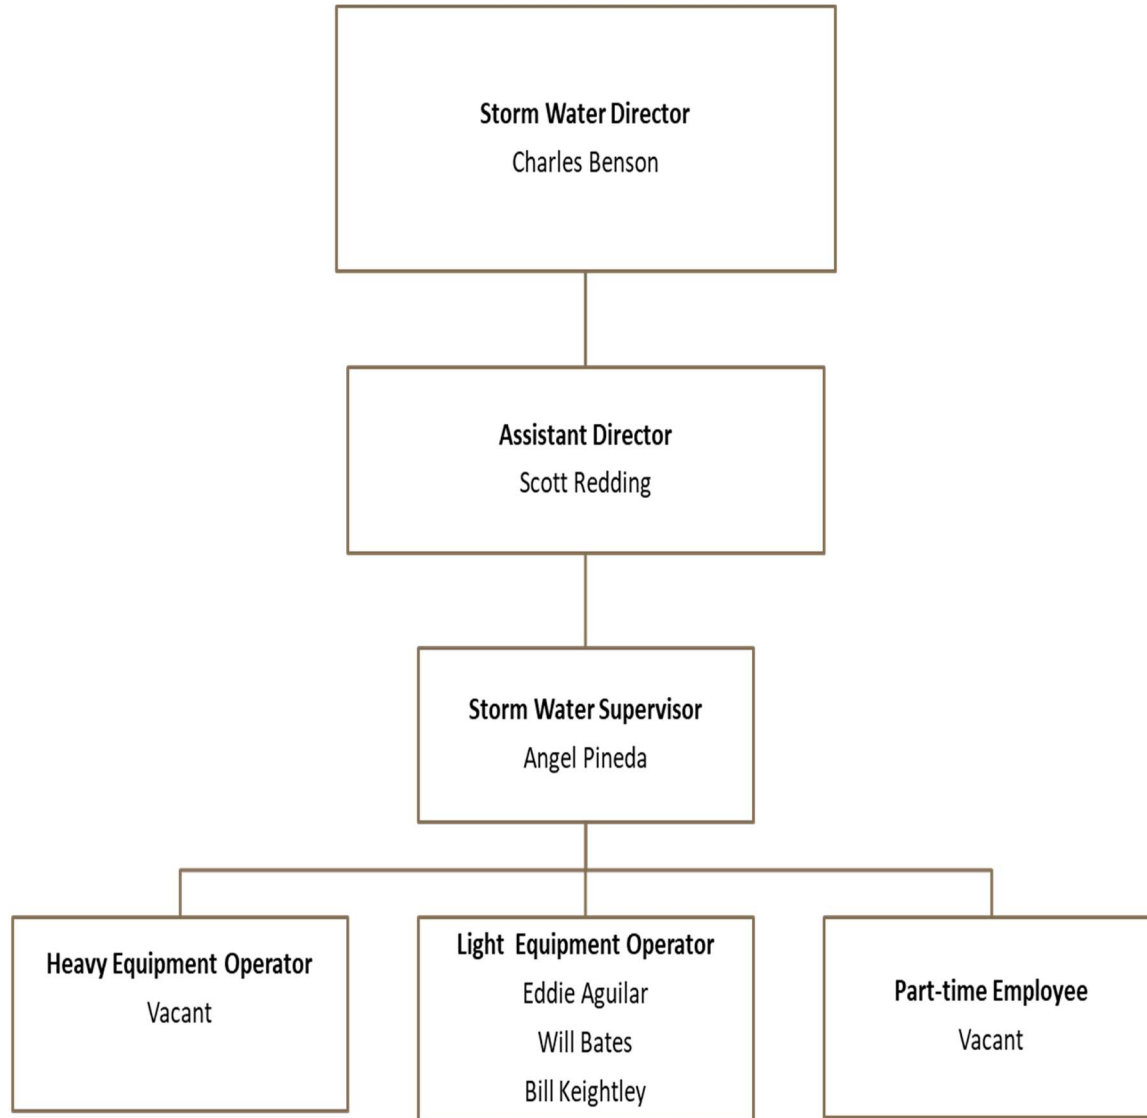 Storm Water Director
Charles Benson
Assistant Director
Scott Redding
Storm Water Supervisor
Angel Pineda
Heavy Equipment Operator
Vacant
Light Equipment Operator
Eddie Aguilar
Will Bates
Bill Keightley
Part-time Employee
Vacant